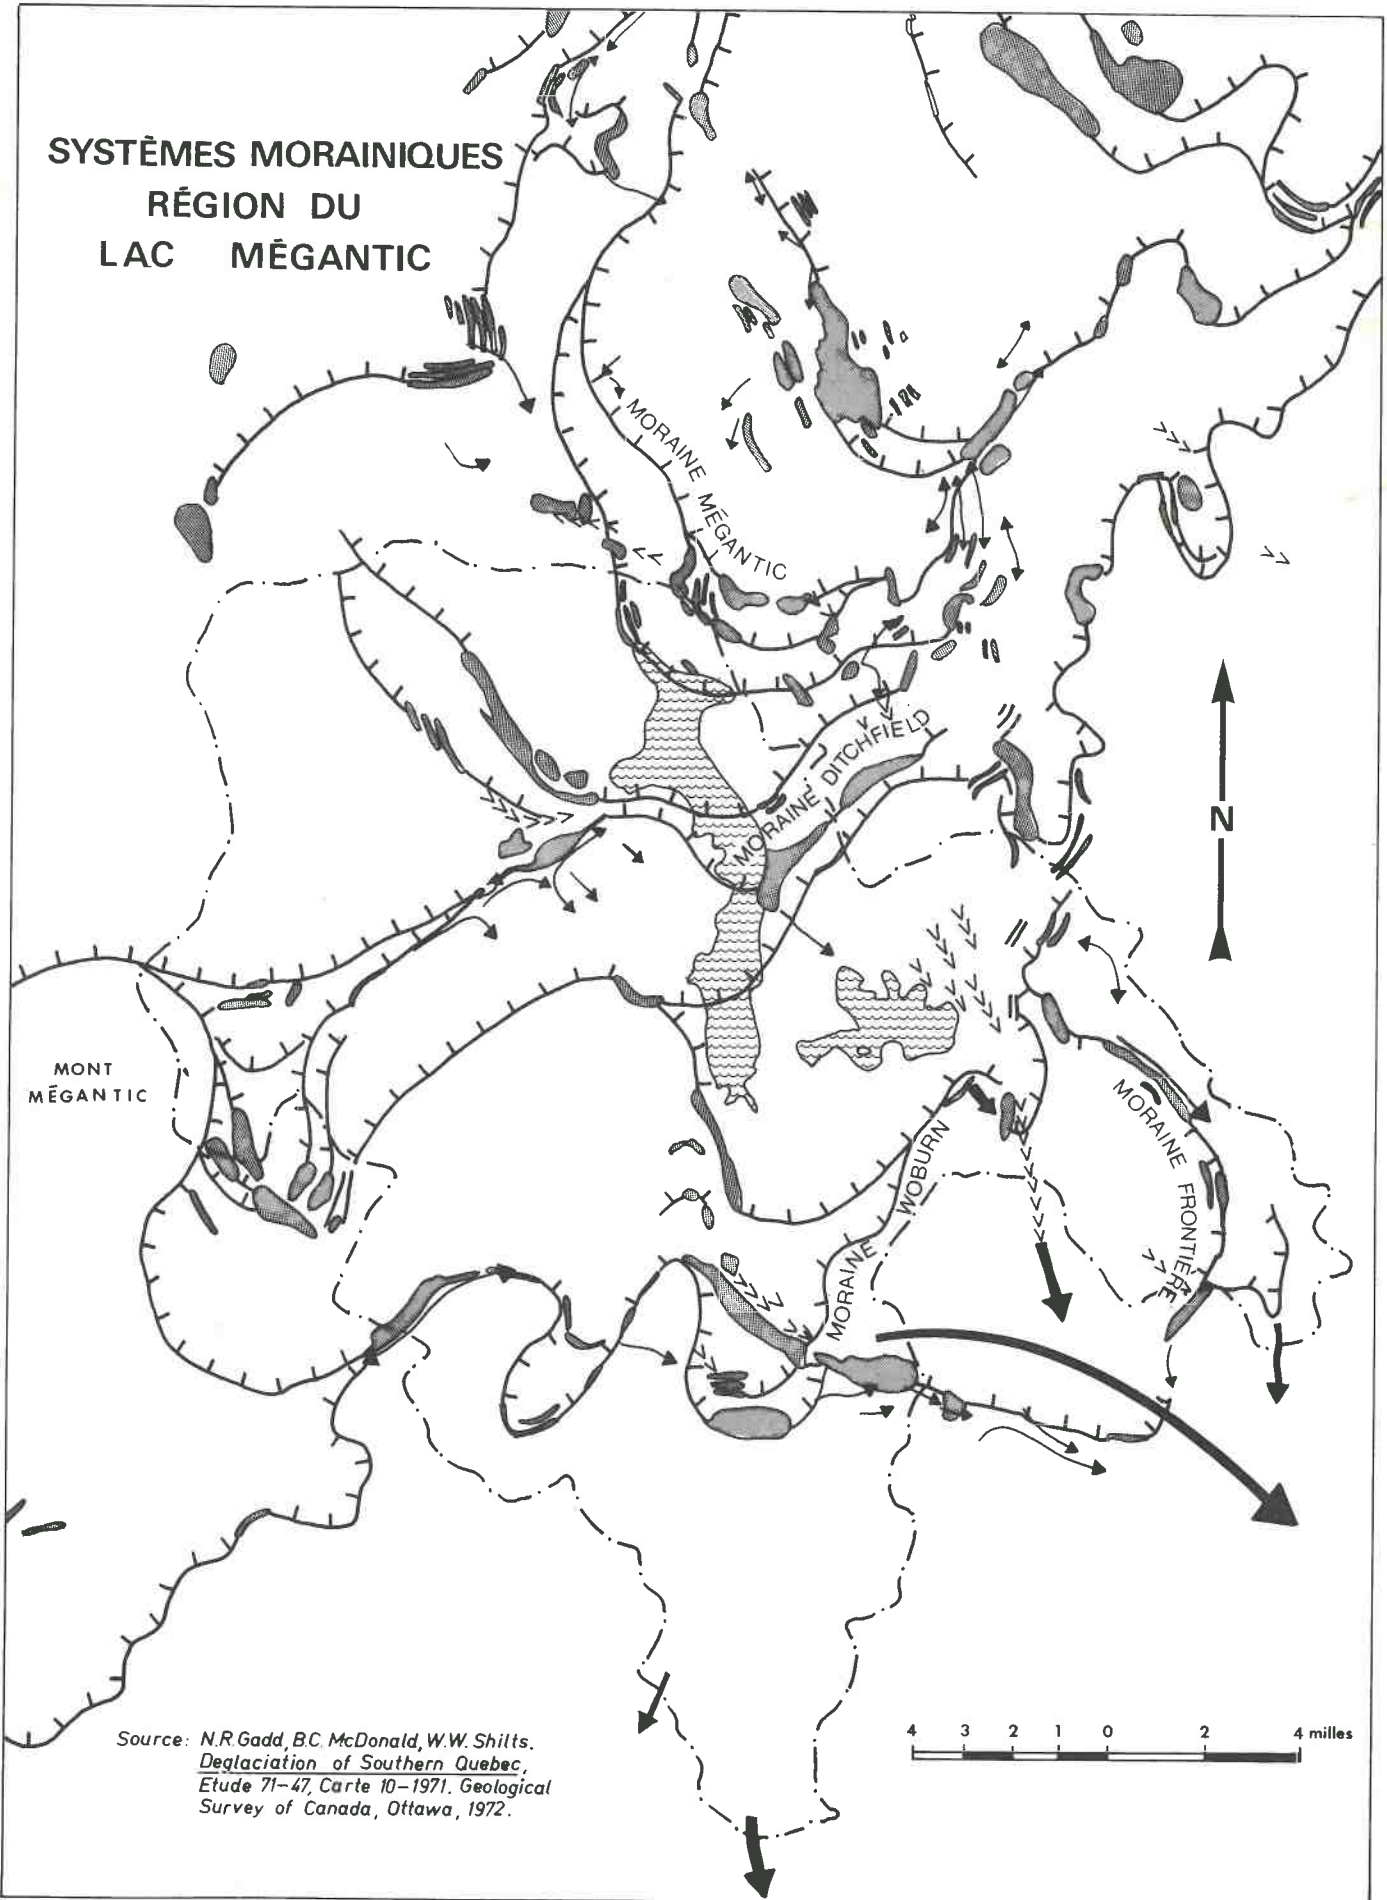 SYSTÈMES MORAINIQUES
RÉGION DU
LAC MÉGANTIC
MORAINE MÉGANTIC
MORAINE DITCHFIELD
N
MONT
MÉGANTIC
MORAINE WOBURN
MORAINE FRONTIÈRE
4 3 2 1 0 2 4 milles
Source: N.R. Gadd, B.C. McDonald, W.W. Shilts.
Deglaciation of Southern Quebec,
Etude 71-47, Carte 10-1971. Geological
Survey of Canada, Ottawa, 1972.